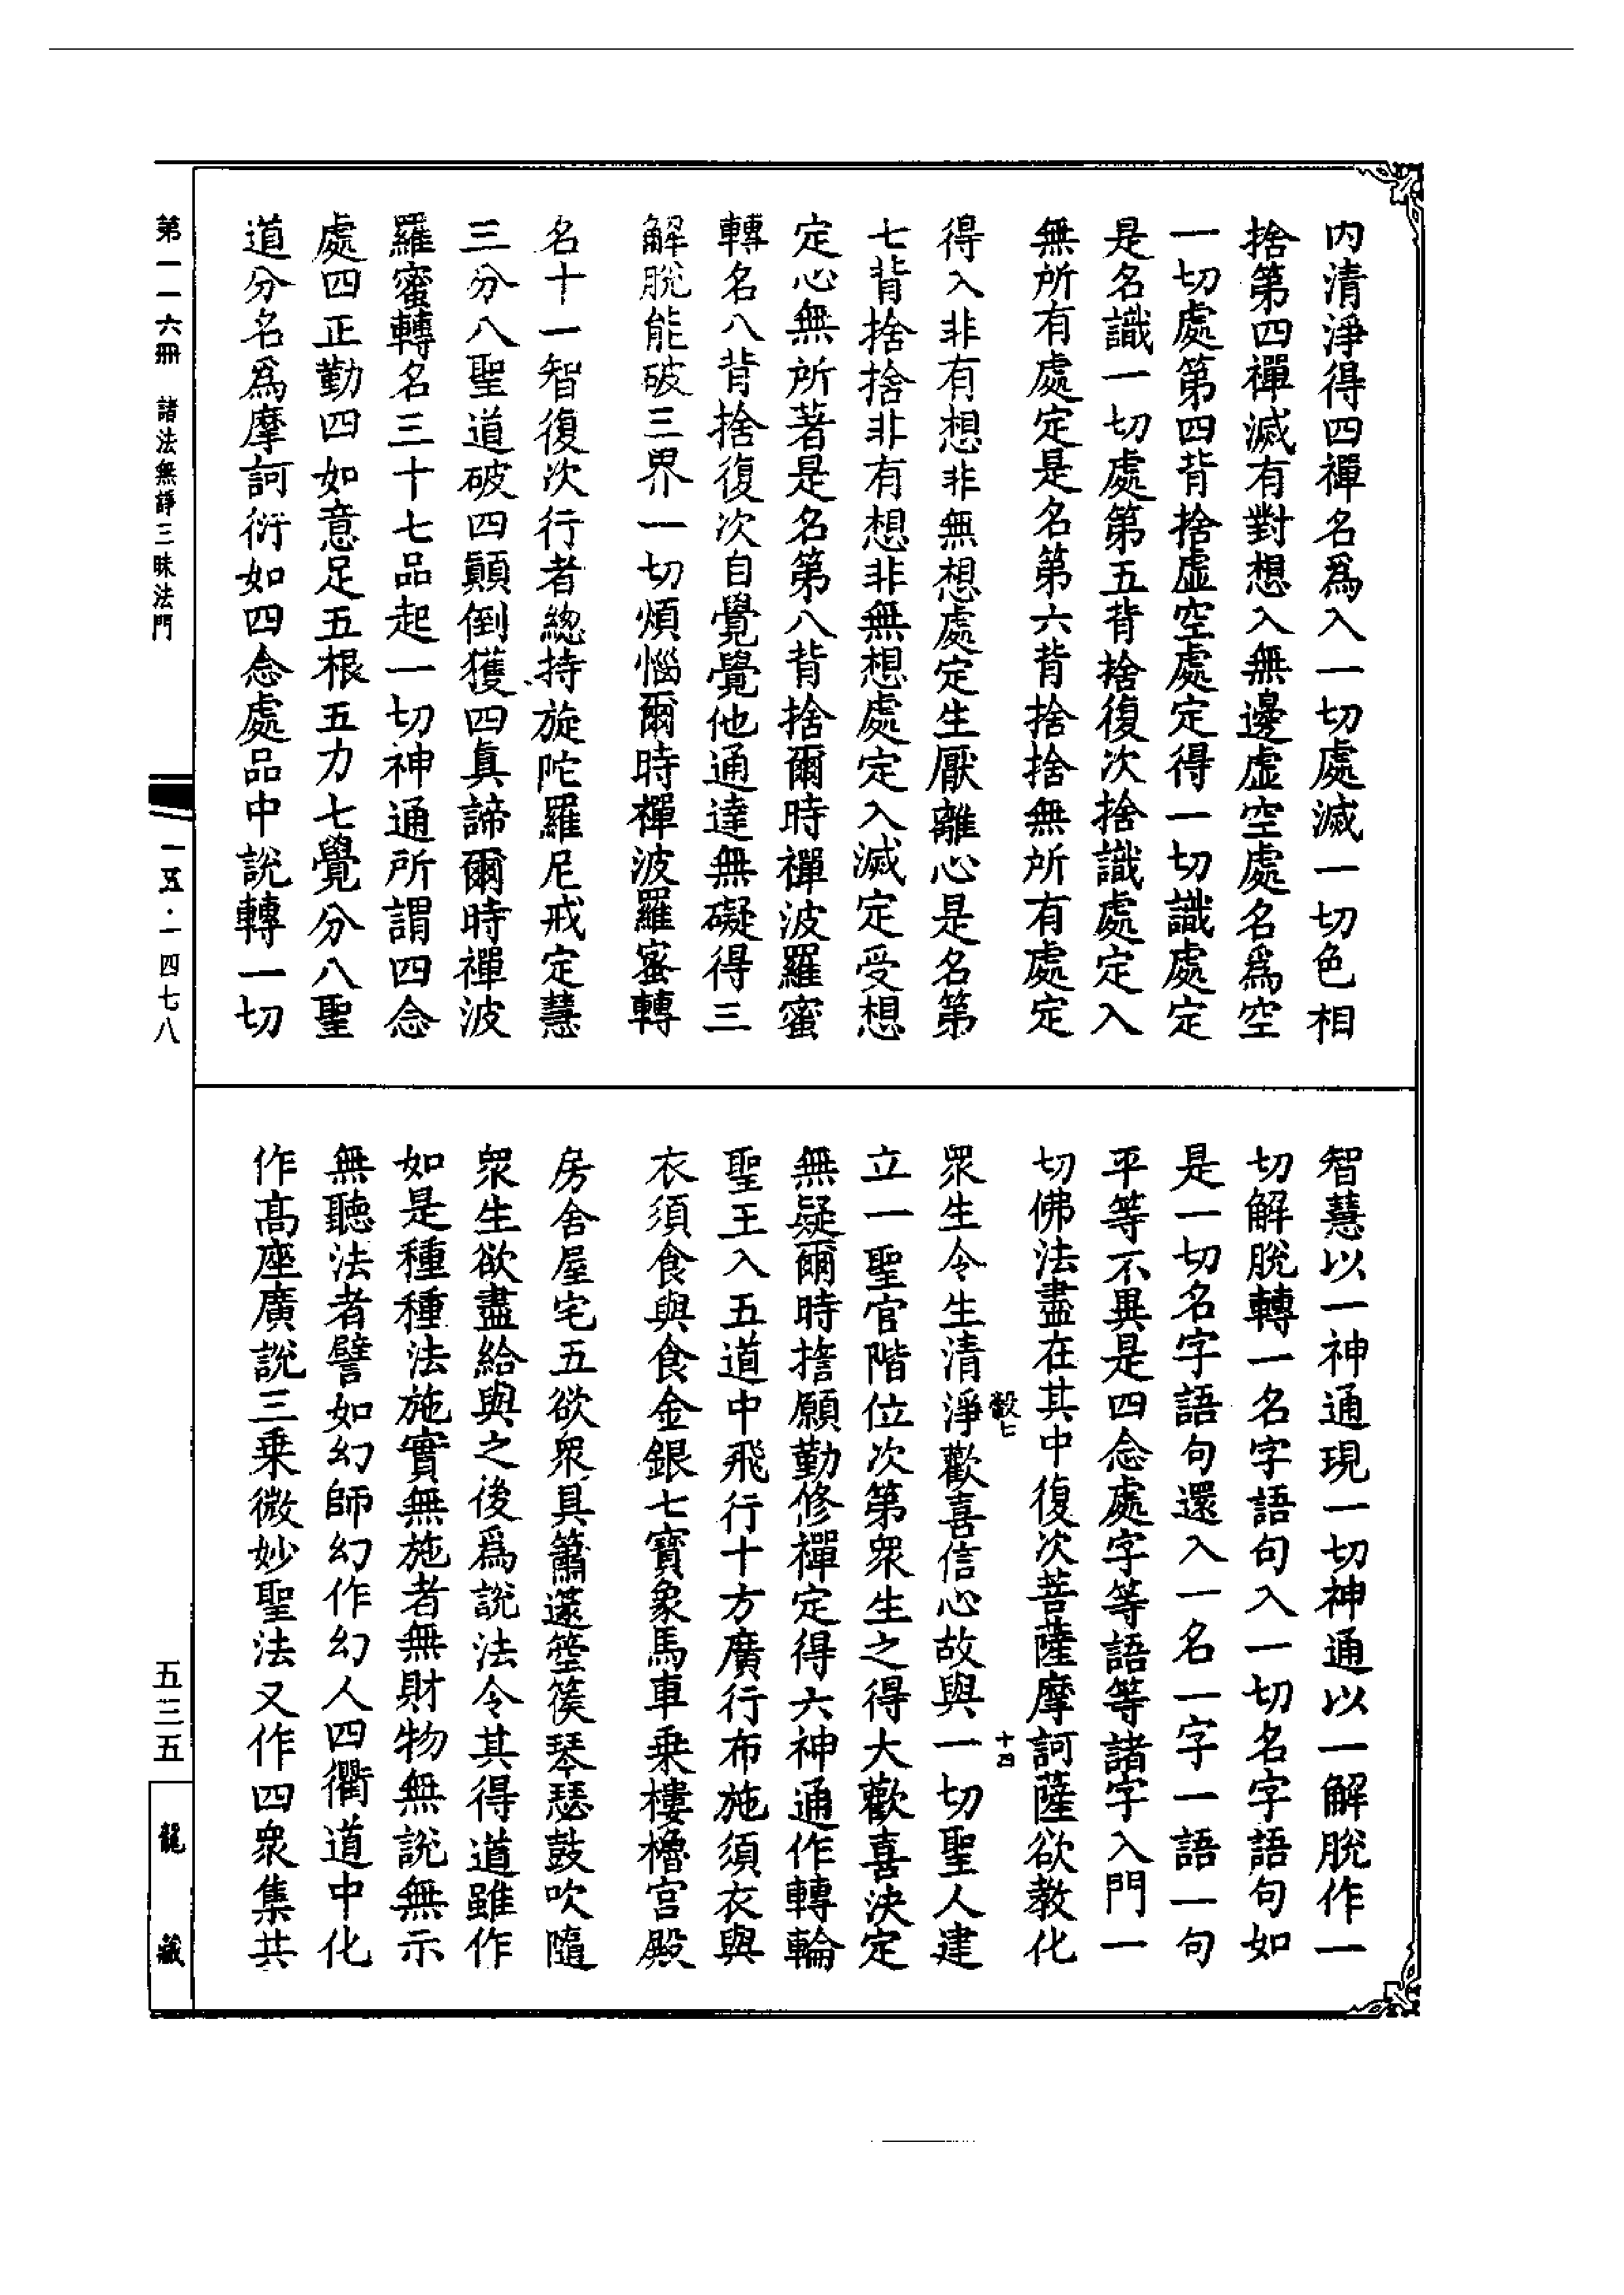 內清淨得四禪名爲入一切處滅一切色相
捨第四禪滅有對想入無邊虛空處名爲空
一切處第四背捨虛空處定得一切識處定
是名識一切處第五背捨復次捨識處定入
無所有處定是名第六背捨捨無所有處定
得入非有想非無想處定生厭離心是名第
七背捨捨非有想非無想處定入滅定受想
定心無所著是名第八背捨爾時禪波羅蜜
轉名八背捨復次自覺覺他通達無礙得三
解脫能破三界一切煩惱爾時禪波羅蜜轉
名十一智復次行者總持旋陀羅尼戒定慧
三分八聖道破四顛倒獲四真諦爾時禪波
羅蜜轉名三十七品起一切神通所謂四念
處四正勤四如意足五根五力七覺分八聖
道分名爲摩訶衍如四念處品中說轉一切
智慧以一神通現一切神通以一解脫作一
切解脫轉一名字語句入一切名字語句如
是一切名字語句還入一名一字一語一句
平等不異是四念處字等語等諸字入門一
切佛法盡在其中復次菩薩摩訶薩欲教化
眾生令生清淨歡喜信心故與一切聖人建
穀七
十四
立一聖官階位次第眾生之得大歡喜決定
無疑爾時擔願勤修禪定得六神通作轉輪
聖王入五道中飛行十方廣行布施須衣與
衣須食與食金銀七寶象馬車乘樓櫓宮殿
房舍屋宅五欲眾具簫篴箜篌琴瑟鼓吹隨
眾生欲盡給與之後爲說法令其得道雖作
如是種種法施實無施者無財物無說無示
無聽法者譬如幻師幻作幻人四衢道中化
作高座廣說三乘微妙聖法又作四眾集共
第一一六冊 諸法無諍三昧法門
一五·一四七八
五三五
龍藏